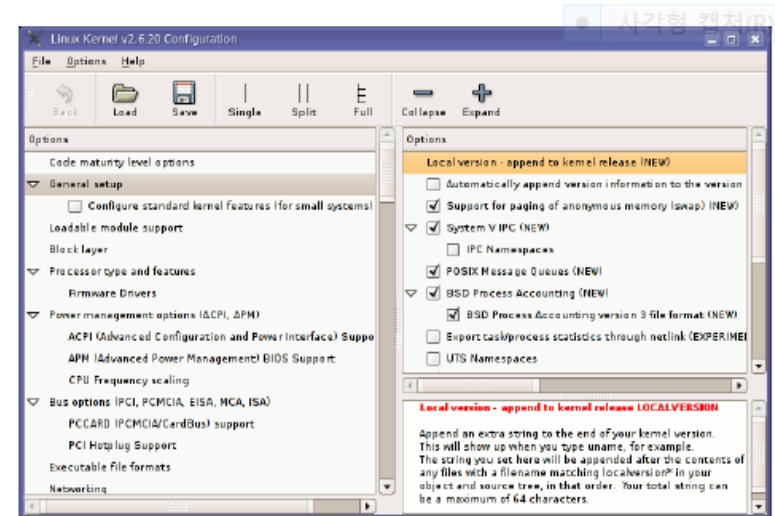 사각형 캡처(R)
Linux Kernel v2.6.20 Configuration
File Options Help
Back Load Save Single Split Full Collapse Expand
Options
Code maturity level options
General setup
Configure standard kernel features (for small systems)
Loadable module support
Block layer
Processor type and features
Firmware Drivers
Power management options (ACPI, APM)
ACPI (Advanced Configuration and Power Interface) Suppo
APM (Advanced Power Management) BIOS Support
CPU Frequency scaling
Bus options (PCI, PCMCIA, EISA, MCA, ISA)
PCCARD (PCMCIA/CardBus) support
PCI Hotplug Support
Executable file formats
Networking
Options
Local version - append to kernel release (NEW)
Automatically append version information to the version
Support for paging of anonymous memory (swap) (NEW)
System V IPC (NEW)
IPC Namespaces
POSIX Message Queues (NEW)
BSD Process Accounting (NEW)
BSD Process Accounting version 3 file format (NEW)
Export task/process statistics through netlink (EXPERIMEI
UTS Namespaces
Local version - append to kernel release LOCALVERSION
Append an extra string to the end of your kernel version.
This will show up when you type uname, for example.
The string you set here will be appended after the contents of
any files with a filename matching localversion* in your
object and source tree, in that order. Your total string can
be a maximum of 64 characters.